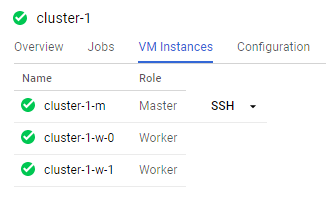 cluster-1
Overview Jobs VM Instances Configuration
Name Role
cluster-1-m Master SSH
cluster-1-w-0 Worker
cluster-1-w-1 Worker